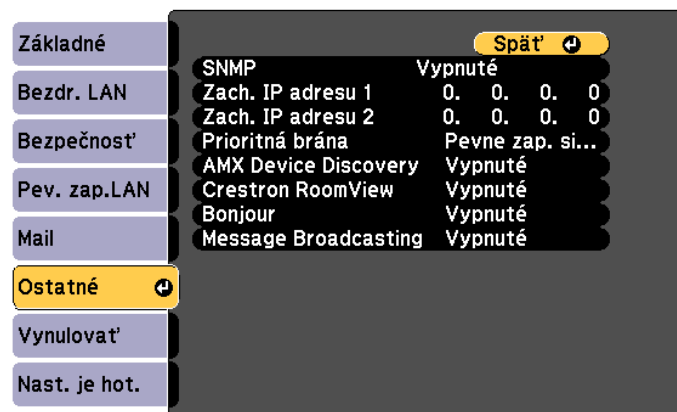 Základné
Bezdr. LAN
Bezpečnosť
Pev. zap.LAN
Mail
Ostatné
Vynulovať
Nast. je hot.
Späť
SNMP Vypnuté
Zach. IP adresu 1 0. 0. 0. 0
Zach. IP adresu 2 0. 0. 0. 0
Prioritná brána Pevne zap. si...
AMX Device Discovery Vypnuté
Crestron RoomView Vypnuté
Bonjour Vypnuté
Message Broadcasting Vypnuté